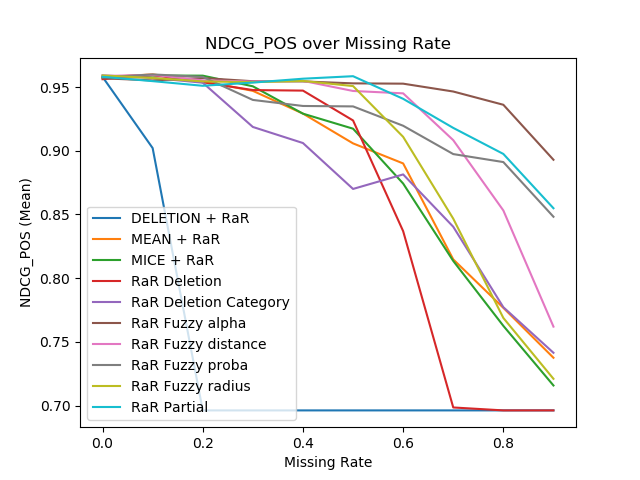 NDCG_POS over Missing Rate
NDCG_POS (Mean)
0.95
0.90
0.85
0.80
0.75
0.70
DELETION + RaR
MEAN + RaR
MICE + RaR
RaR Deletion
RaR Deletion Category
RaR Fuzzy alpha
RaR Fuzzy distance
RaR Fuzzy proba
RaR Fuzzy radius
RaR Partial
0.0 0.2 0.4 0.6 0.8
Missing Rate